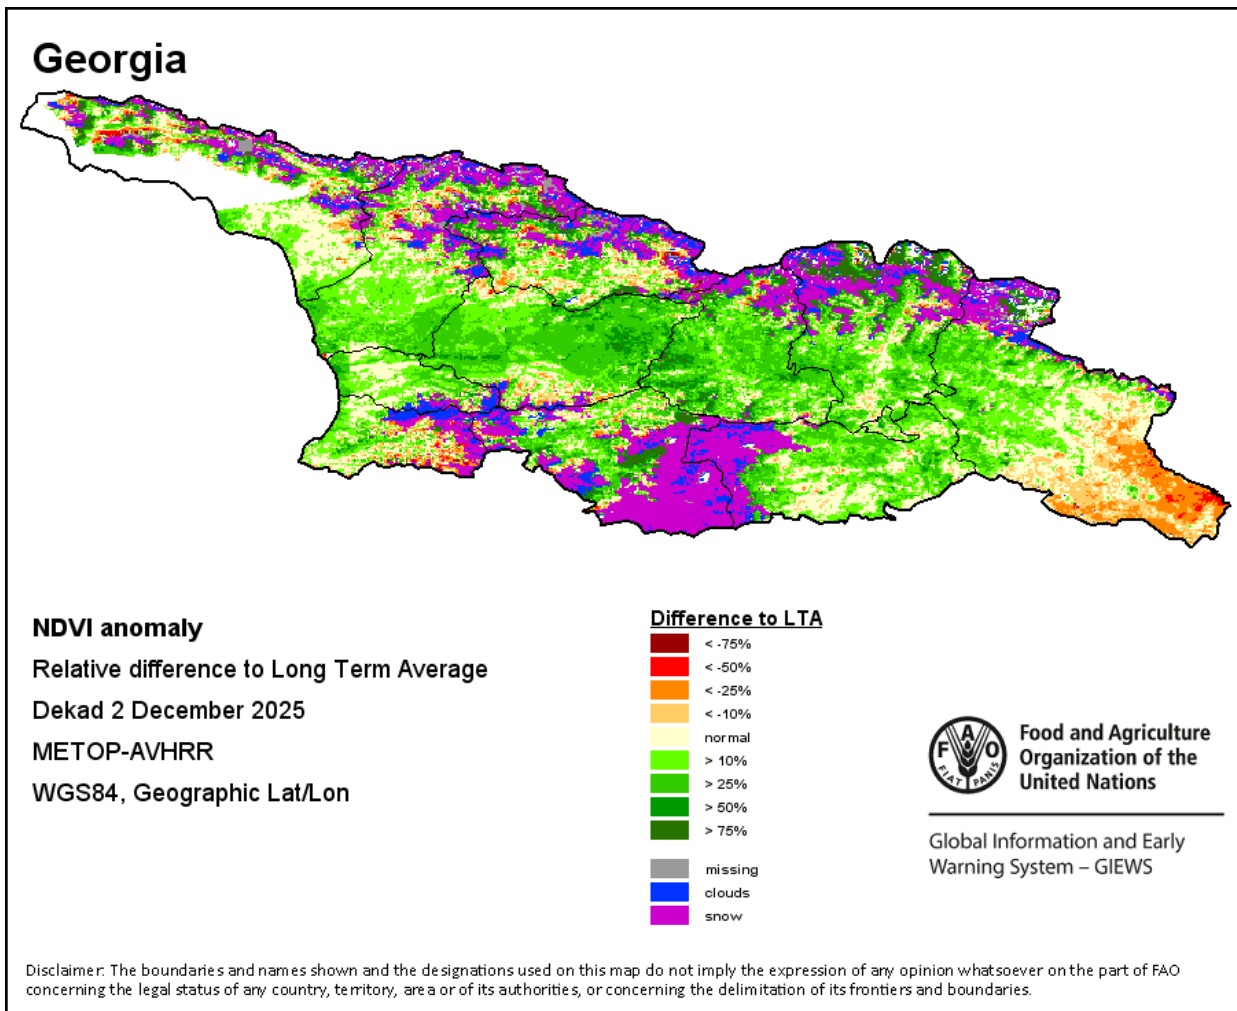 Georgia
NDVI anomaly
Relative difference to Long Term Average
Dekad 2 December 2025
METOP-AVHRR
WGS84, Geographic Lat/Lon
Difference to LTA
< -75%
< -50%
< -25%
< -10%
normal
> 10%
> 25%
> 50%
> 75%
missing
clouds
snow
F A O
FIAT PANIS
Food and Agriculture
Organization of the
United Nations
Global Information and Early
Warning System – GIEWS
Disclaimer: The boundaries and names shown and the designations used on this map do not imply the expression of any opinion whatsoever on the part of FAO
concerning the legal status of any country, territory, area or of its authorities, or concerning the delimitation of its frontiers and boundaries.